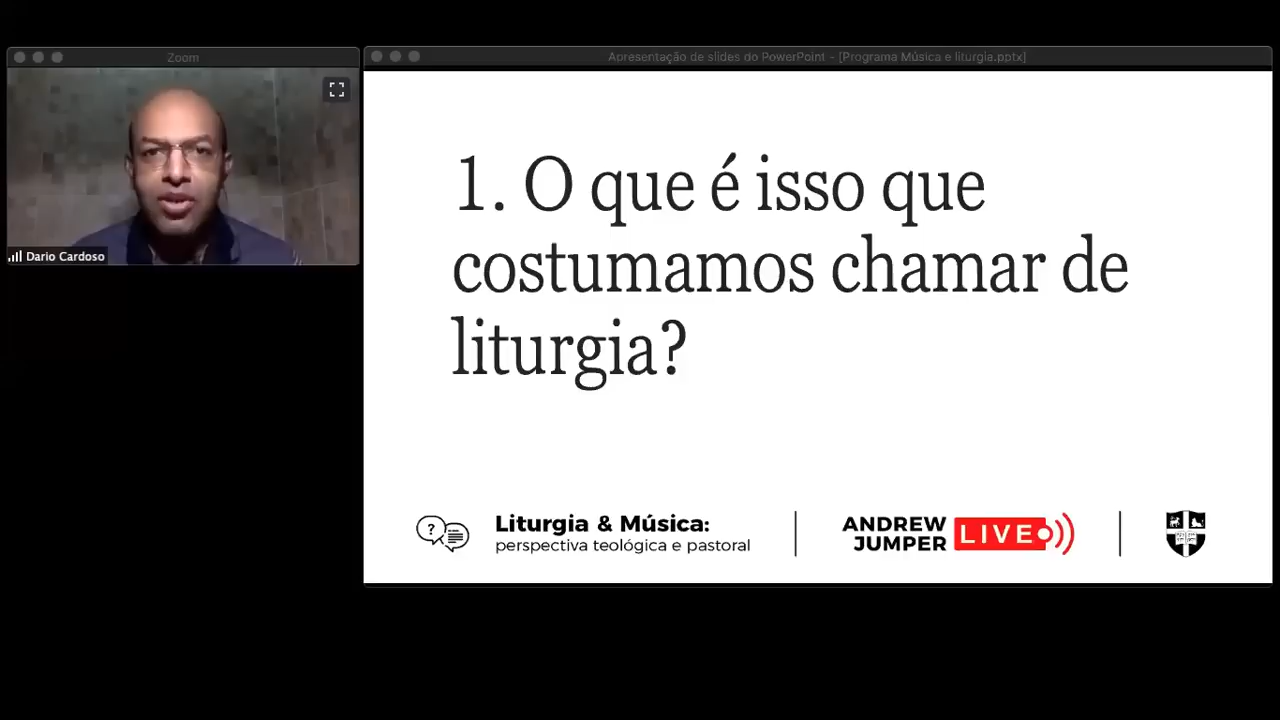 Zoom
Dario Cardoso
Apresentação de slides do PowerPoint - [Programa Música e liturgia.pptx]
1. O que é isso que
costumamos chamar de
liturgia?
?
Liturgia & Música:
perspectiva teológica e pastoral
ANDREW
JUMPER
LIVE